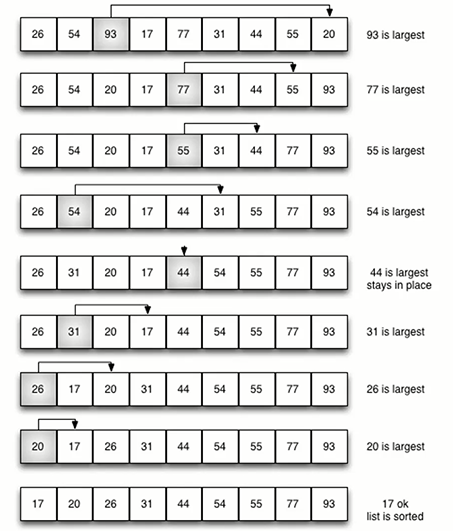 26 54 93 17 77 31 44 55 20 93 is largest
26 54 20 17 77 31 44 55 93 77 is largest
26 54 20 17 55 31 44 77 93 55 is largest
26 54 20 17 44 31 55 77 93 54 is largest
26 31 20 17 44 54 55 77 93 44 is largest
stays in place
26 31 20 17 44 54 55 77 93 31 is largest
26 17 20 31 44 54 55 77 93 26 is largest
20 17 26 31 44 54 55 77 93 20 is largest
17 20 26 31 44 54 55 77 93 17 ok
list is sorted